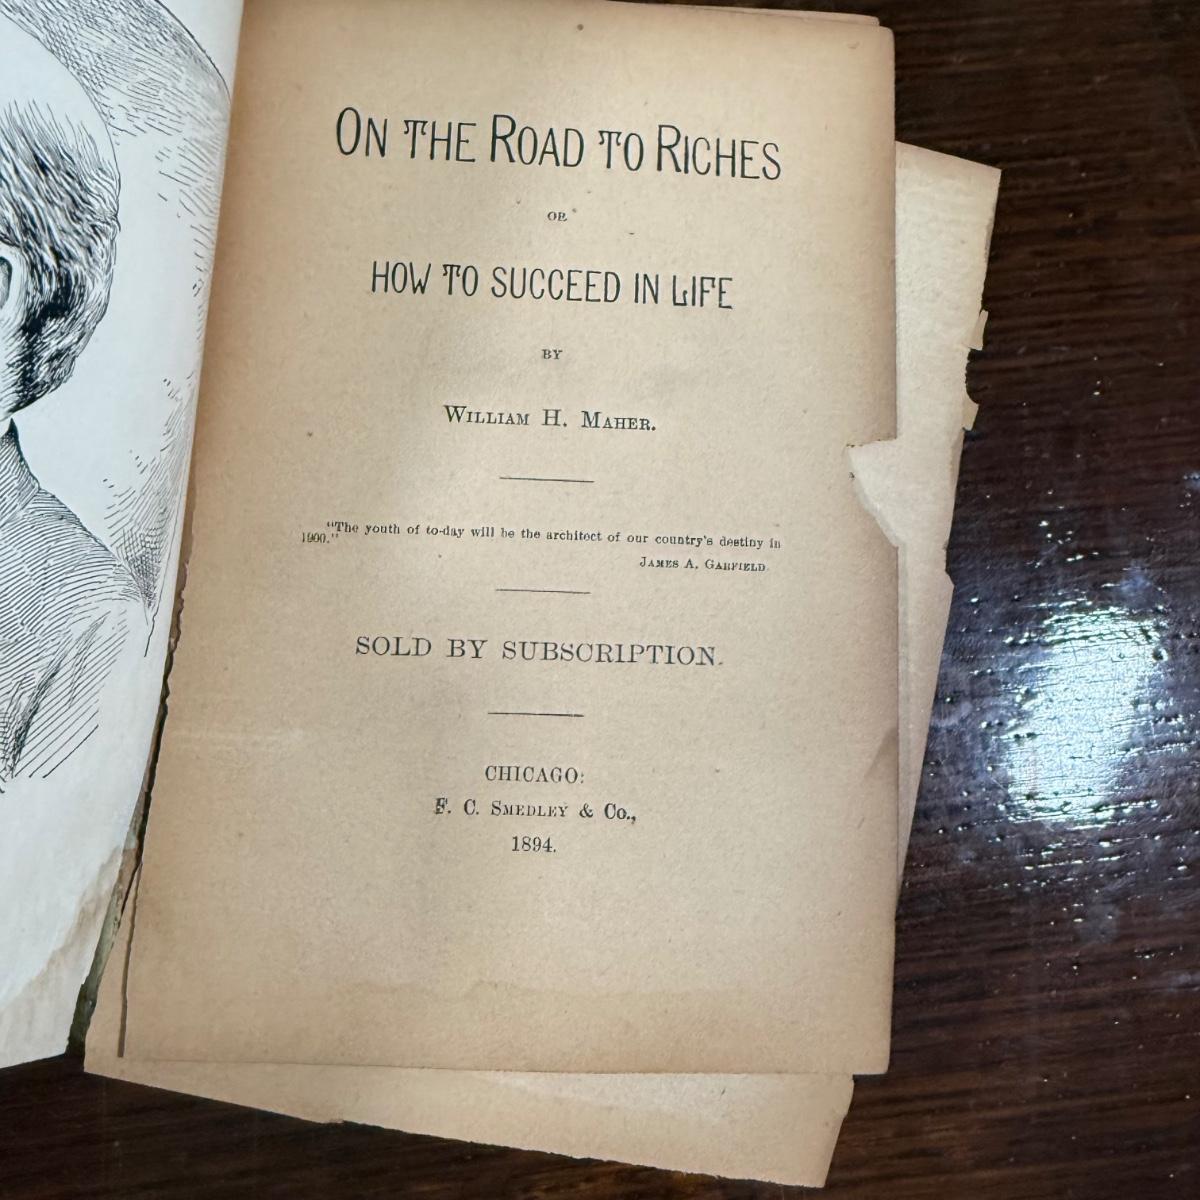 ON THE ROAD TO RICHES
OR
HOW TO SUCCEED IN LIFE
BY
WILLIAM H. MAHER.
"The youth of to-day will be the architect of our country's destiny in
1900."
JAMES A. GARFIELD.
SOLD BY SUBSCRIPTION.
CHICAGO:
F. C. SMEDLEY & Co.,
1894.